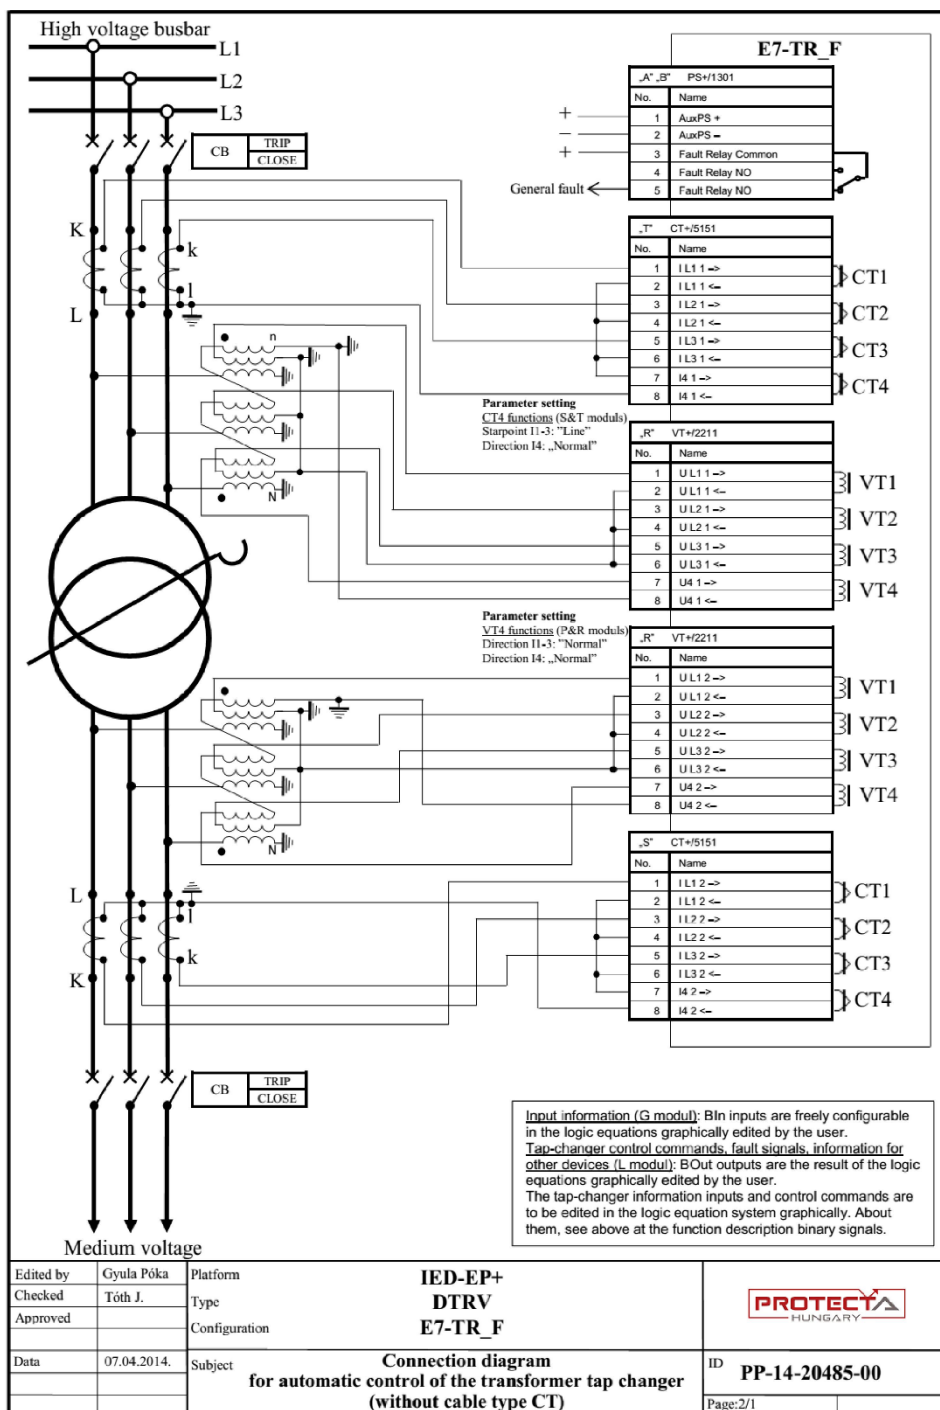 High voltage busbar
L1
L2
L3
CB
TRIP
CLOSE
E7-TR_F
„A" „B" PS+/1301
No. Name
1 AuxPS +
2 AuxPS –
3 Fault Relay Common
4 Fault Relay NO
5 Fault Relay NO
+
–
+
General fault
K
k
l
L
„T" CT+/5151
No. Name
1 I L1 1 –>
2 I L1 1 <–
3 I L2 1 –>
4 I L2 1 <–
5 I L3 1 –>
6 I L3 1 <–
7 I4 1 –>
8 I4 1 <–
CT1
CT2
CT3
CT4
n
N
Parameter setting
CT4 functions (S&T moduls)
Starpoint I1-3: "Line"
Direction I4: „Normal"
„R" VT+/2211
No. Name
1 U L1 1 –>
2 U L1 1 <–
3 U L2 1 –>
4 U L2 1 <–
5 U L3 1 –>
6 U L3 1 <–
7 U4 1 –>
8 U4 1 <–
VT1
VT2
VT3
VT4
Parameter setting
VT4 functions (P&R moduls)
Direction I1-3: "Normal"
Direction I4: „Normal"
„R" VT+/2211
No. Name
1 U L1 2 –>
2 U L1 2 <–
3 U L2 2 –>
4 U L2 2 <–
5 U L3 2 –>
6 U L3 2 <–
7 U4 2 –>
8 U4 2 <–
VT1
VT2
VT3
VT4
N
„S" CT+/5151
No. Name
1 I L1 2 –>
2 I L1 2 <–
3 I L2 2 –>
4 I L2 2 <–
5 I L3 2 –>
6 I L3 2 <–
7 I4 2 –>
8 I4 2 <–
CT1
CT2
CT3
CT4
L
l
k
K
CB
TRIP
CLOSE
Medium voltage
Input information (G modul): BIn inputs are freely configurable
in the logic equations graphically edited by the user.
Tap-changer control commands, fault signals, information for
other devices (L modul): BOut outputs are the result of the logic
equations graphically edited by the user.
The tap-changer information inputs and control commands are
to be edited in the logic equation system graphically. About
them, see above at the function description binary signals.
Edited by Gyula Póka
Checked Tóth J.
Approved
Data 07.04.2014.
Platform IED-EP+
Type DTRV
Configuration E7-TR_F
Subject Connection diagram
for automatic control of the transformer tap changer
(without cable type CT)
PROTECTA
HUNGARY
ID PP-14-20485-00
Page:2/1